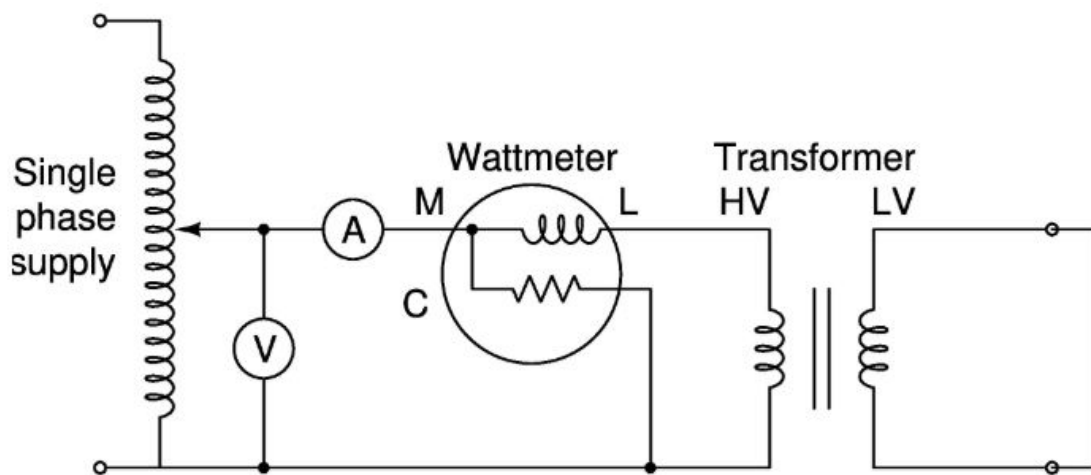 Single
phase
supply
V
A
Wattmeter
M
L
C
Transformer
HV
LV